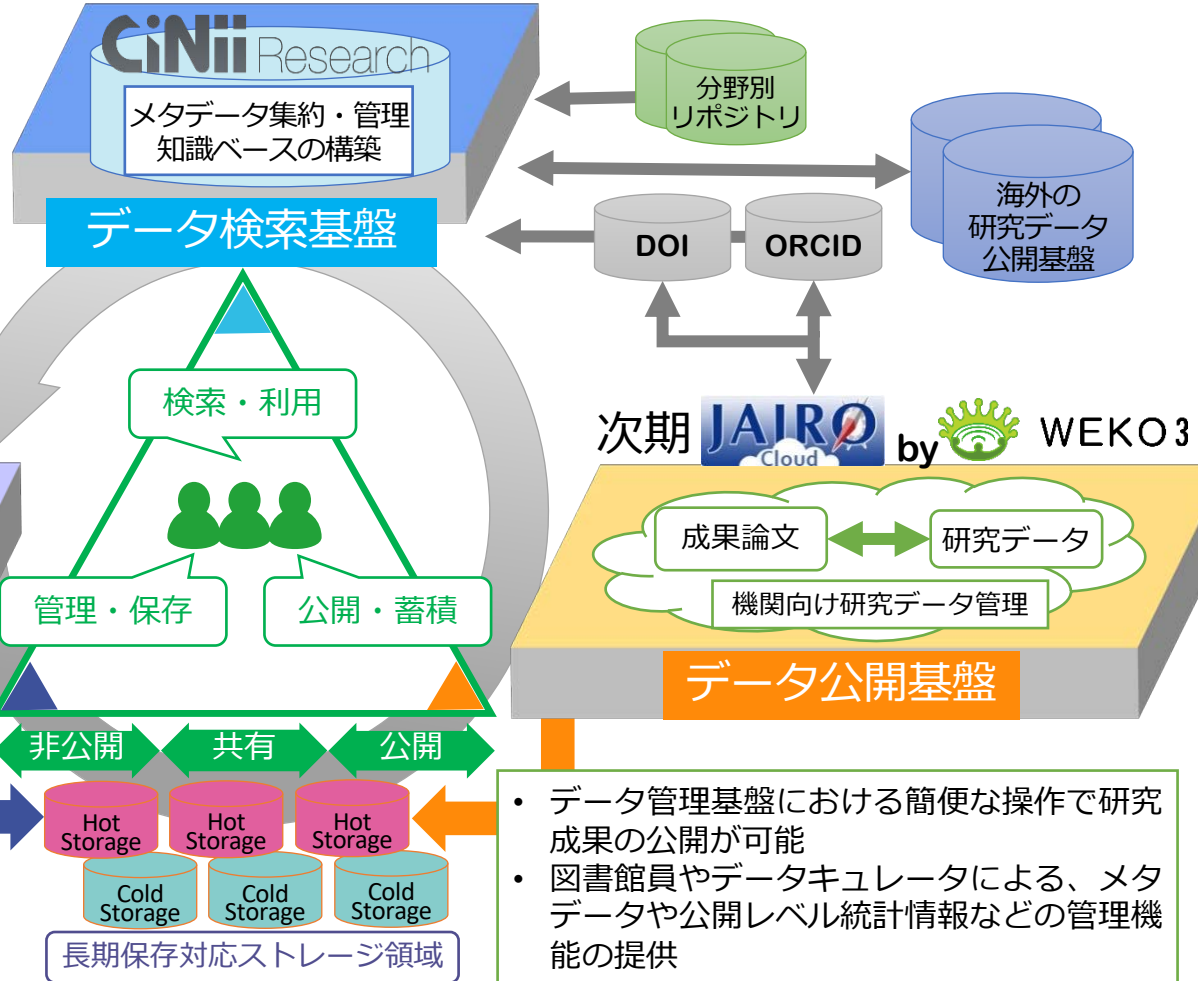 CiNii Research
メタデータ集約・管理
知識ベースの構築
データ検索基盤
分野別
リポジトリ
海外の
研究データ
公開基盤
DOI
ORCID
検索・利用
管理・保存
公開・蓄積
次期 JAIRO Cloud by WEKO3
成果論文
研究データ
機関向け研究データ管理
データ公開基盤
非公開
共有
公開
Hot
Storage
Hot
Storage
Hot
Storage
Cold
Storage
Cold
Storage
Cold
Storage
長期保存対応ストレージ領域
• データ管理基盤における簡便な操作で研究
成果の公開が可能
• 図書館員やデータキュレータによる、メタ
データや公開レベル統計情報などの管理機
能の提供